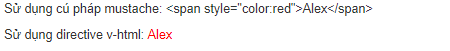 Sử dụng cú pháp mustache: <span style="color:red">Alex</span>
Sử dụng directive v-html: Alex